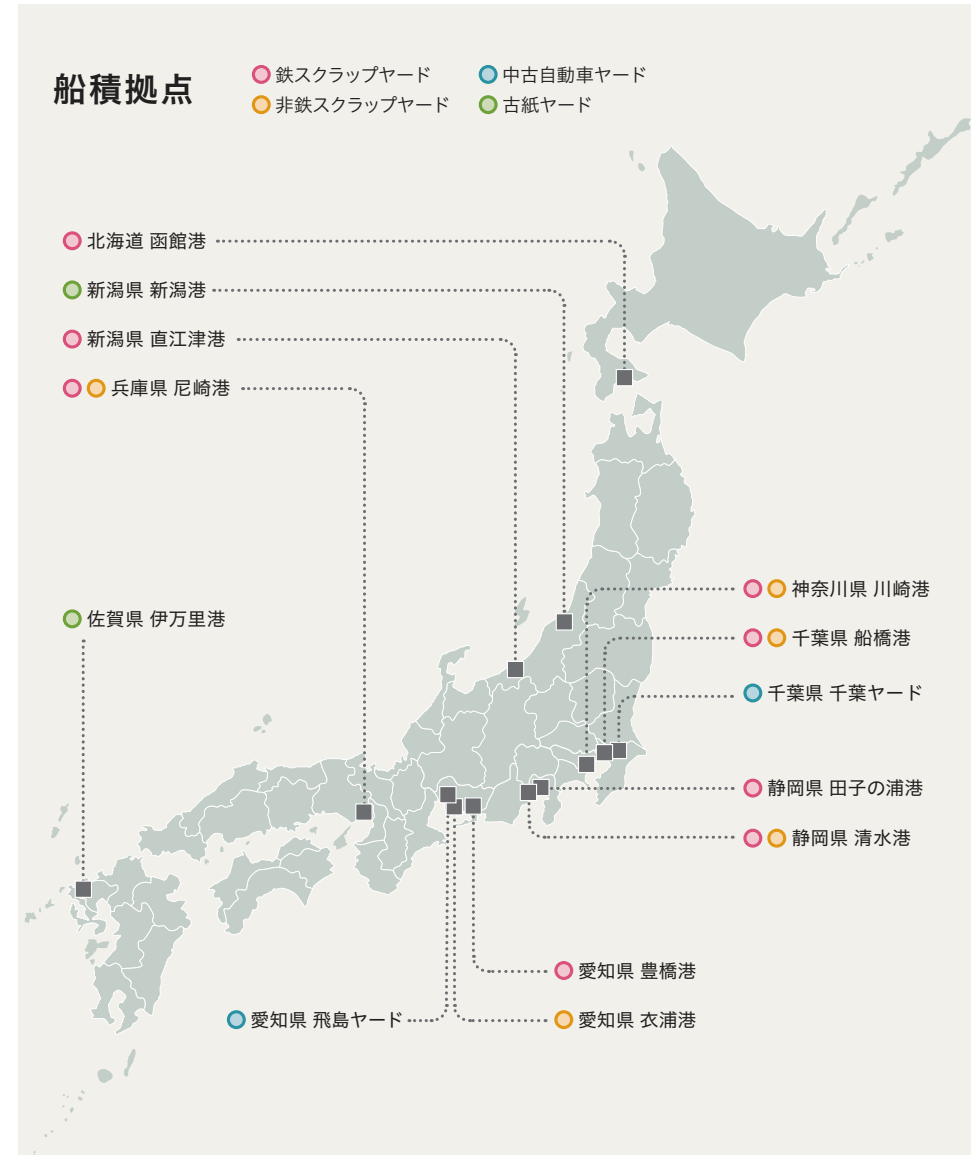 船積拠点
鉄スクラップヤード
中古自動車ヤード
非鉄スクラップヤード
古紙ヤード
北海道 函館港
新潟県 新潟港
新潟県 直江津港
兵庫県 尼崎港
佐賀県 伊万里港
神奈川県 川崎港
千葉県 船橋港
千葉県 千葉ヤード
静岡県 田子の浦港
静岡県 清水港
愛知県 豊橋港
愛知県 飛島ヤード
愛知県 衣浦港